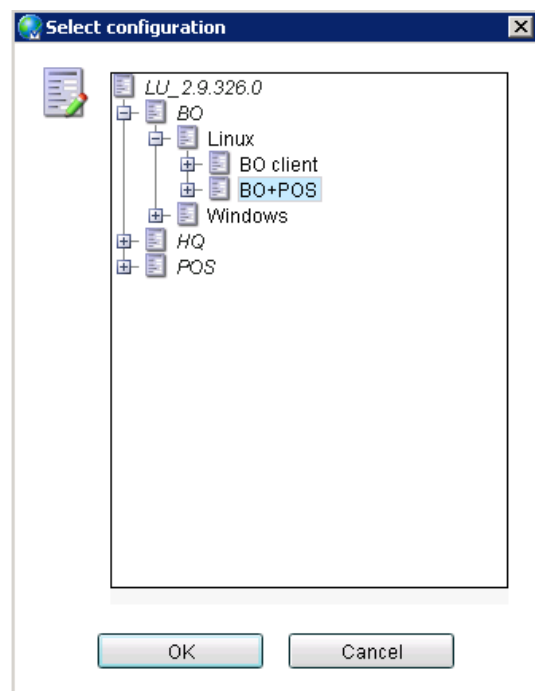 Select configuration
LU_2.9.326.0
BO
Linux
BO client
BO+POS
Windows
HQ
POS
OK
Cancel